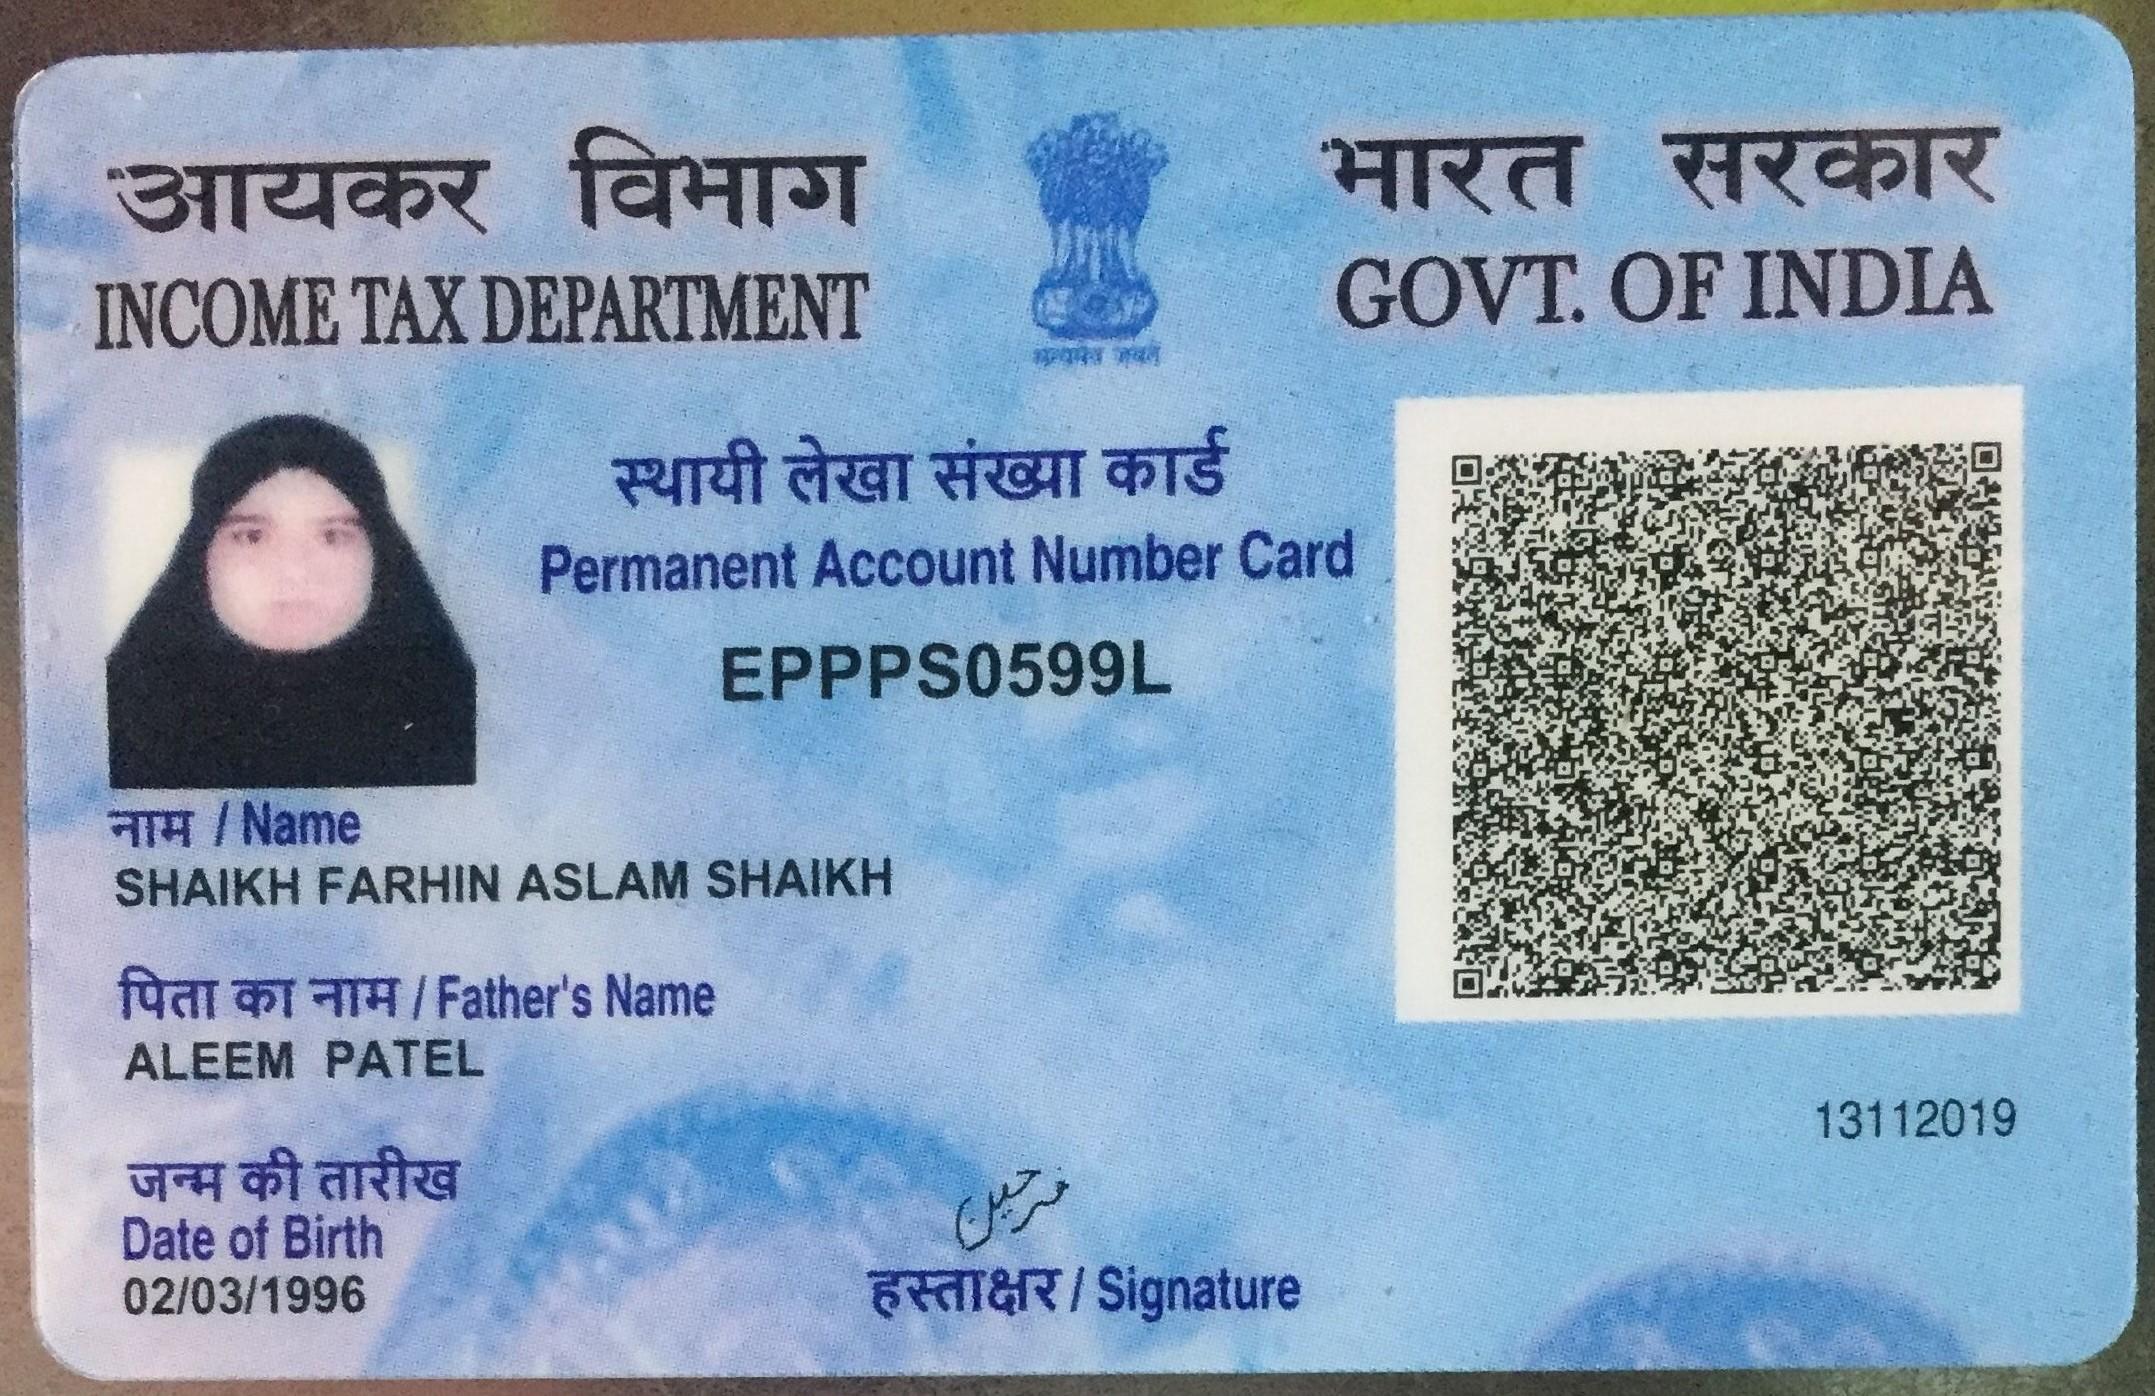 आयकर विभाग
INCOME TAX DEPARTMENT
सत्यमेव जयते
भारत सरकार
GOVT. OF INDIA
स्थायी लेखा संख्या कार्ड
Permanent Account Number Card
EPPPS0599L
नाम / Name
SHAIKH FARHIN ASLAM SHAIKH
पिता का नाम / Father's Name
ALEEM PATEL
13112019
जन्म की तारीख
Date of Birth
02/03/1996
فرحین
हस्ताक्षर / Signature